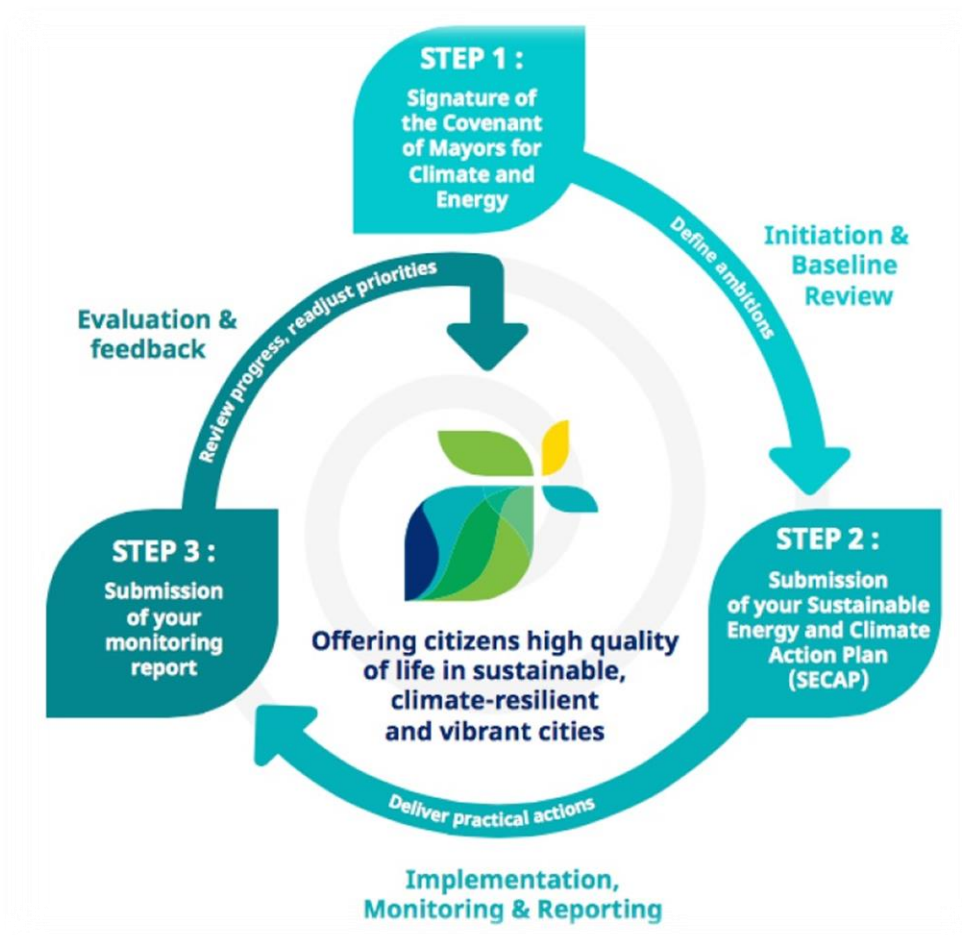 STEP 1 :
Signature of
the Covenant
of Mayors for
Climate and
Energy
Define ambitions
Initiation &
Baseline
Review
STEP 2 :
Submission
of your Sustainable
Energy and Climate
Action Plan
(SECAP)
Deliver practical actions
Implementation,
Monitoring & Reporting
STEP 3 :
Submission
of your
monitoring
report
Review progress, readjust priorities
Evaluation &
feedback
Offering citizens high quality
of life in sustainable,
climate-resilient
and vibrant cities